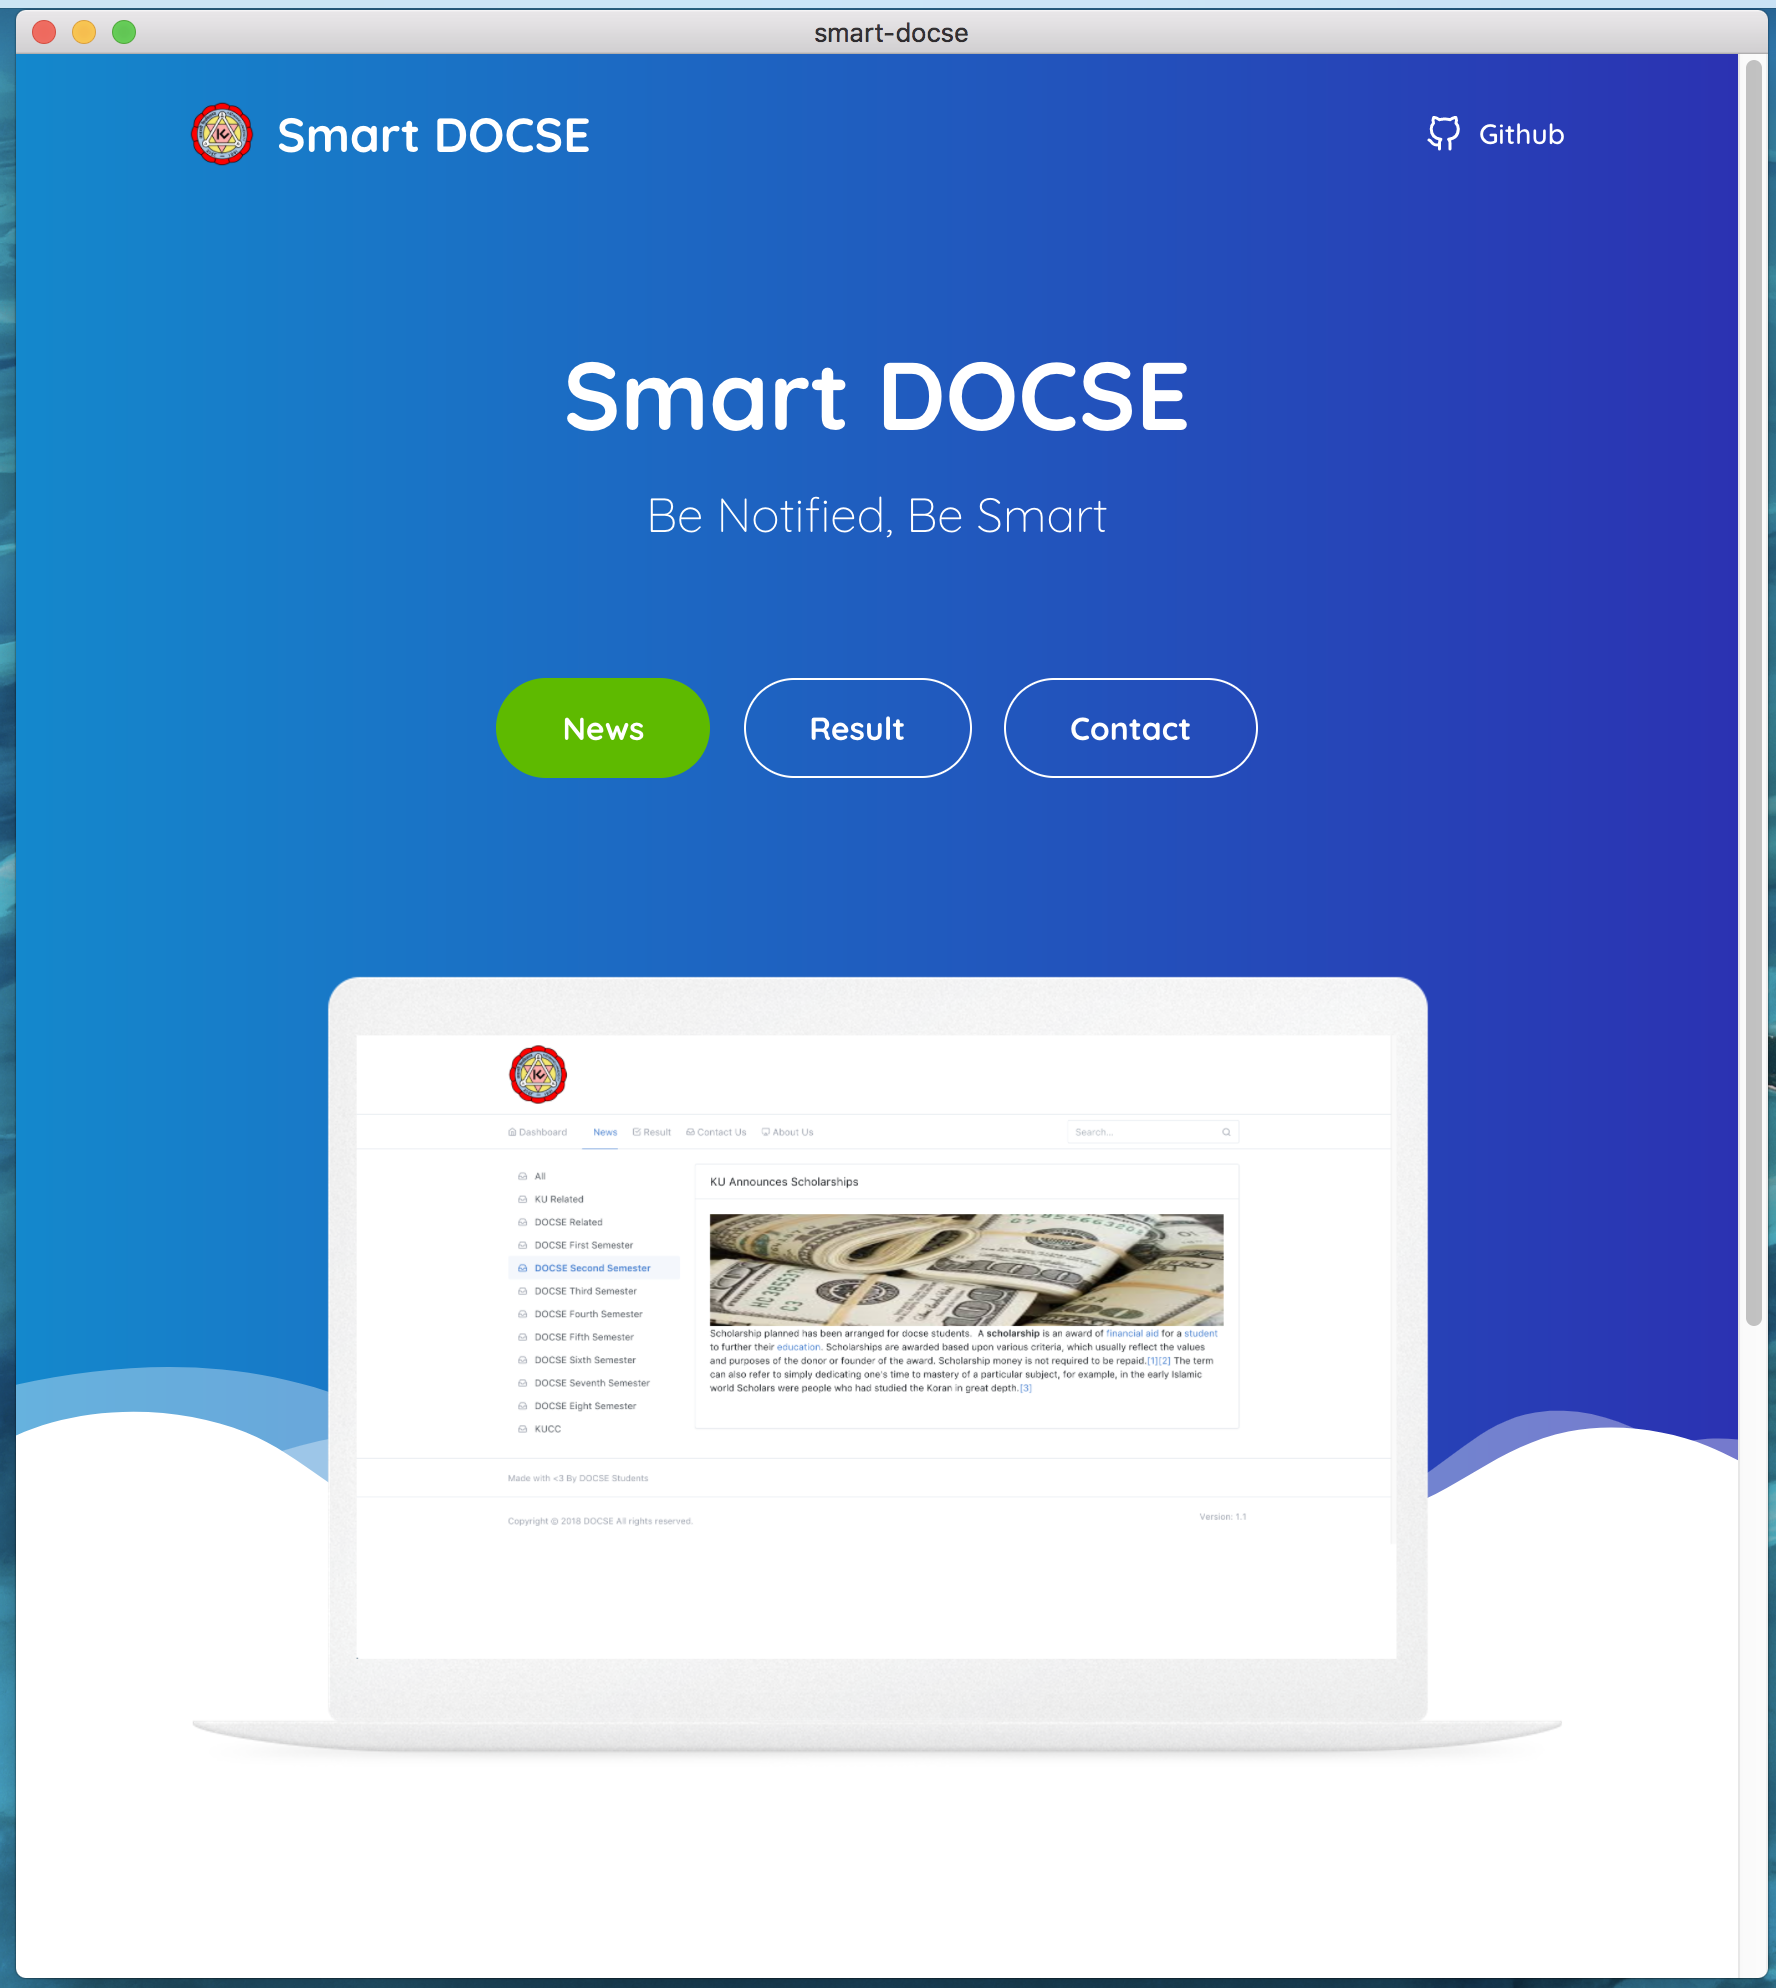 smart-docse
Smart DOCSE
Github
Smart DOCSE
Be Notified, Be Smart
News
Result
Contact
Dashboard
News
Result
Contact Us
About Us
Search...
All
KU Related
DOCSE Related
DOCSE First Semester
DOCSE Second Semester
DOCSE Third Semester
DOCSE Fourth Semester
DOCSE Fifth Semester
DOCSE Sixth Semester
DOCSE Seventh Semester
DOCSE Eight Semester
KUCC
KU Announces Scholarships
Scholarship planned has been arranged for docse students. A scholarship is an award of financial aid for a student
to further their education. Scholarships are awarded based upon various criteria, which usually reflect the values
and purposes of the donor or founder of the award. Scholarship money is not required to be repaid.[1][2] The term
can also refer to simply dedicating one's time to mastery of a particular subject, for example, in the early Islamic
world Scholars were people who had studied the Koran in great depth.[3]
Made with <3 By DOCSE Students
Copyright © 2018 DOCSE All rights reserved.
Version: 1.1